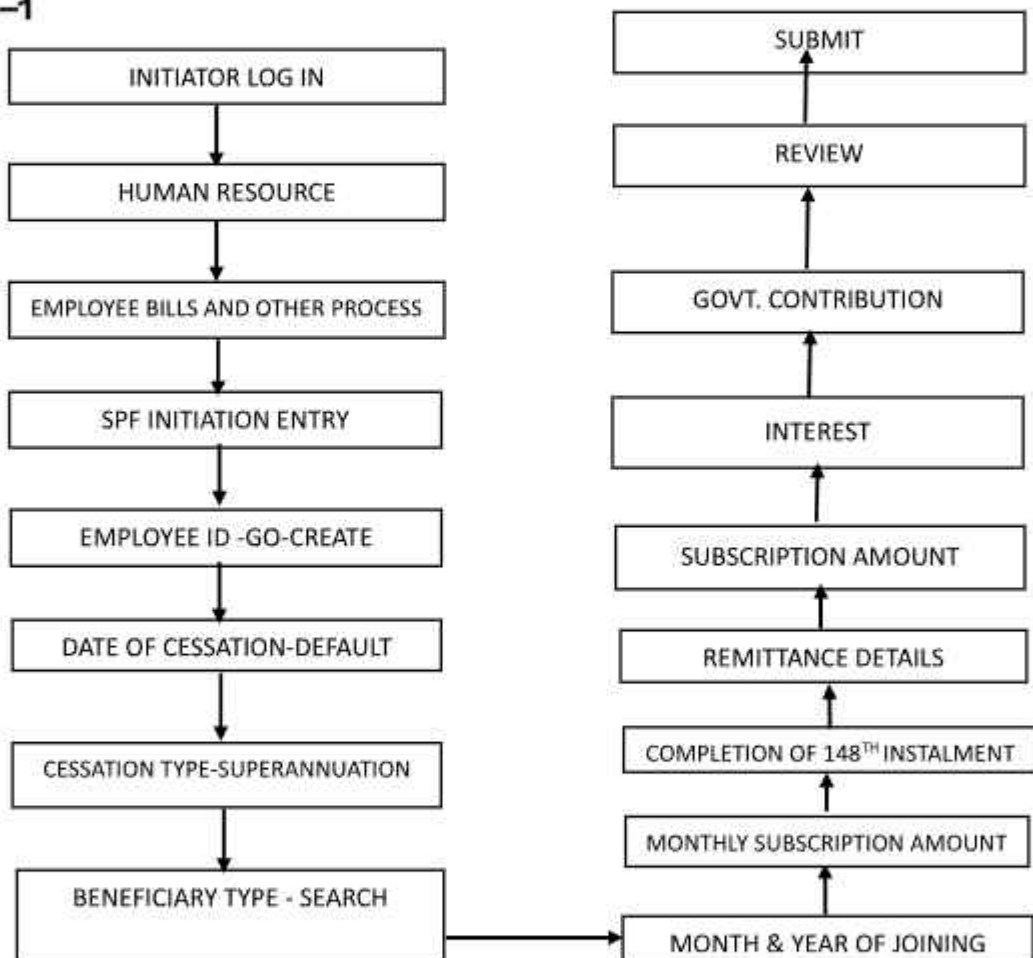 –1
INITIATOR LOG IN
HUMAN RESOURCE
EMPLOYEE BILLS AND OTHER PROCESS
SPF INITIATION ENTRY
EMPLOYEE ID -GO-CREATE
DATE OF CESSATION-DEFAULT
CESSATION TYPE-SUPERANNUATION
BENEFICIARY TYPE - SEARCH
MONTH & YEAR OF JOINING
MONTHLY SUBSCRIPTION AMOUNT
COMPLETION OF 148TH INSTALMENT
REMITTANCE DETAILS
SUBSCRIPTION AMOUNT
INTEREST
GOVT. CONTRIBUTION
REVIEW
SUBMIT